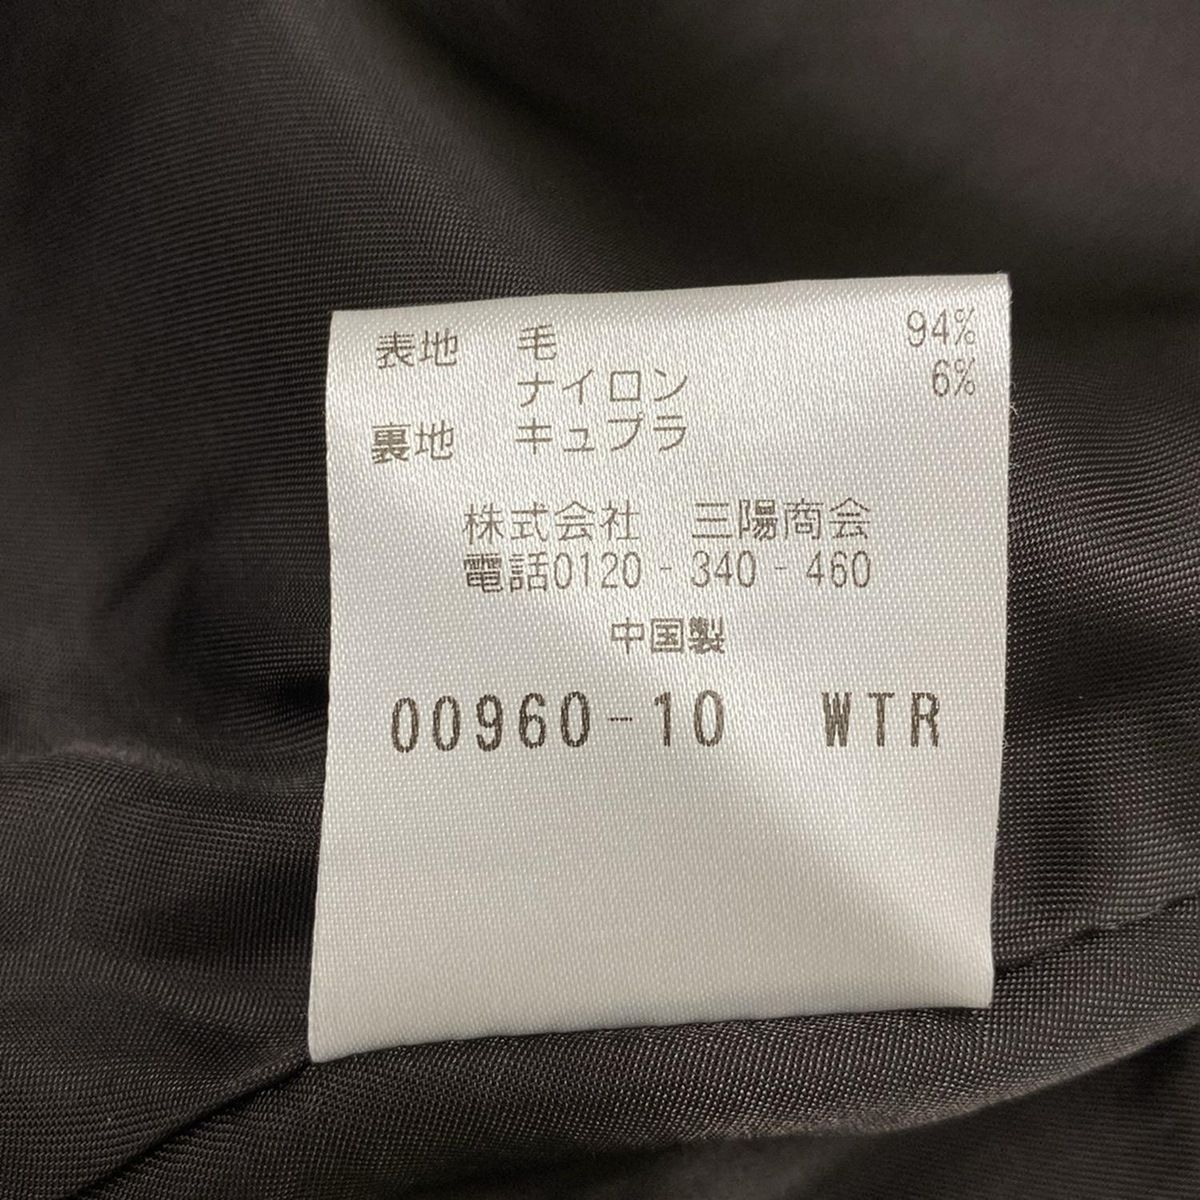 表地 毛 94%
ナイロン 6%
裏地 キュプラ
株式会社 三陽商会
電話0120-340-460
中国製
00960-10 WTR